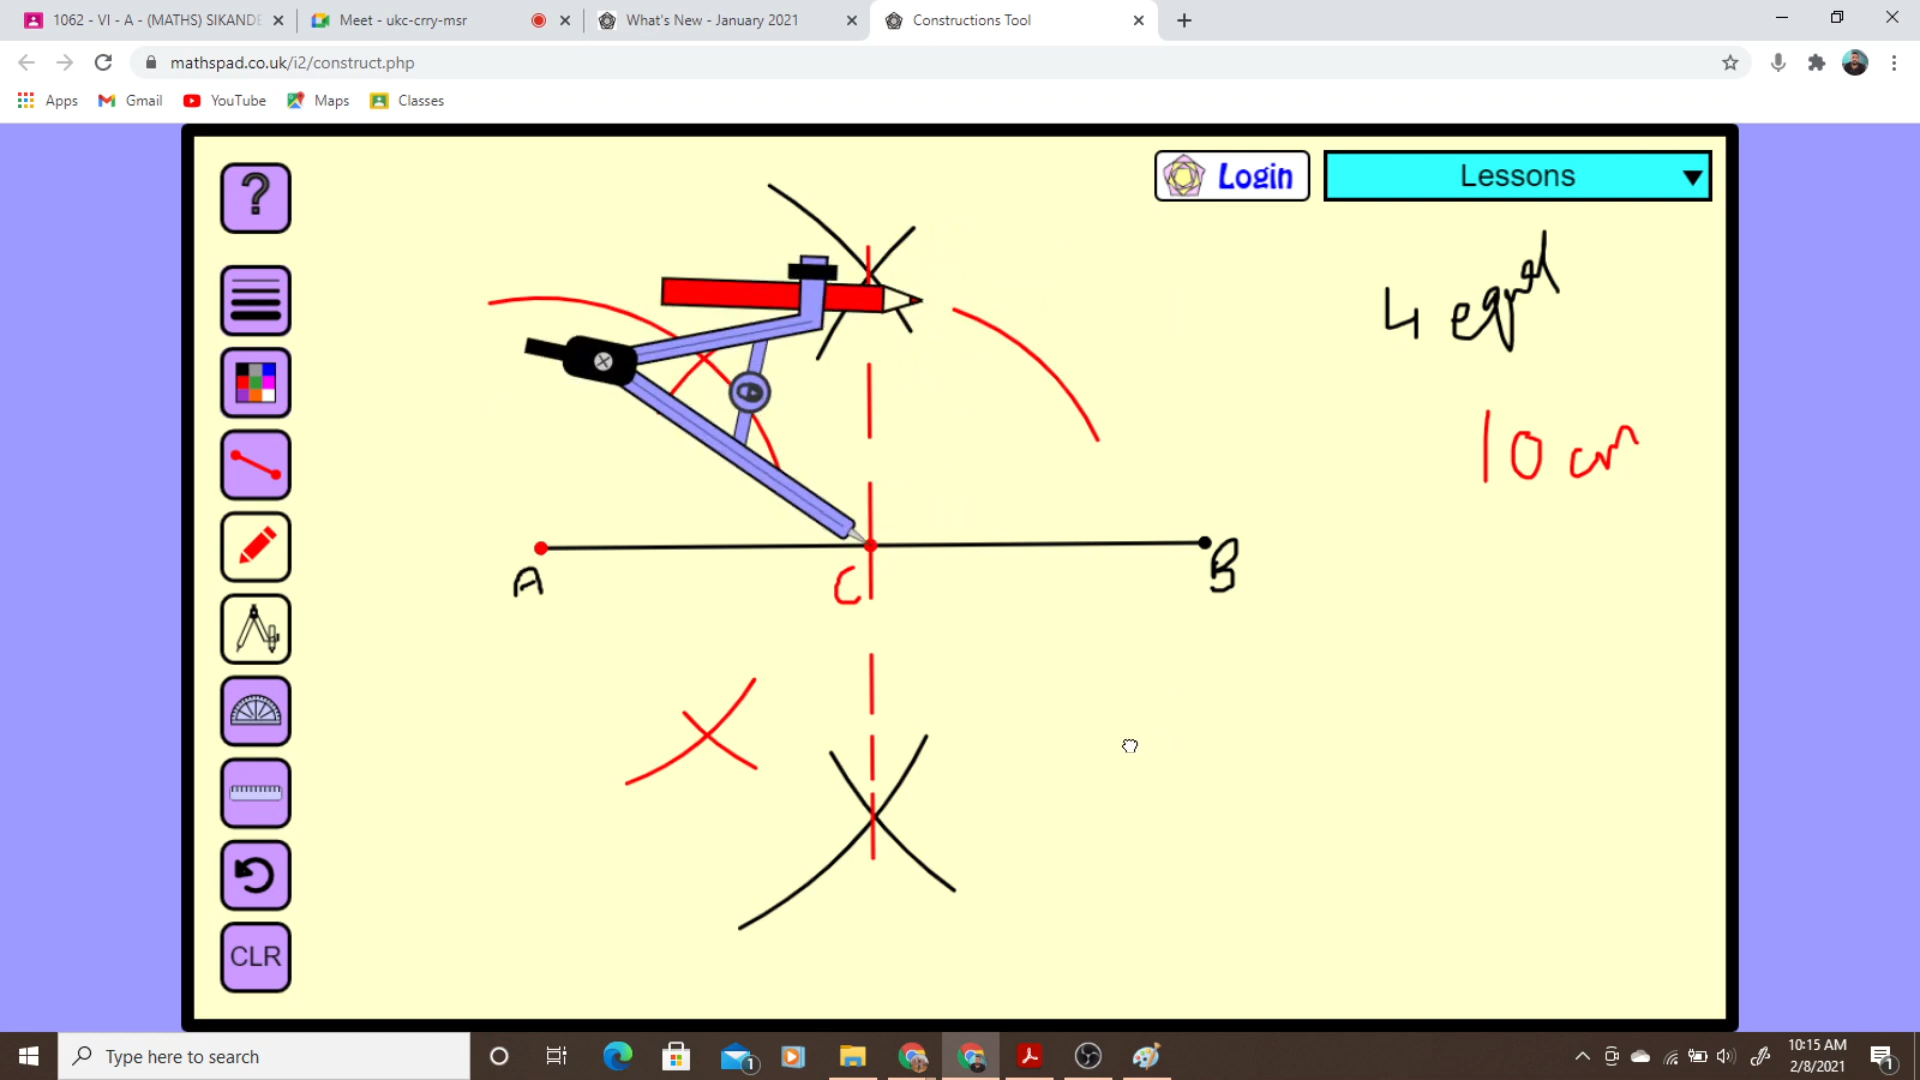 1062 - VI - A - (MATHS) SIKANDE
Meet - ukc-crry-msr
What's New - January 2021
Constructions Tool
mathspad.co.uk/i2/construct.php
Apps
Gmail
YouTube
Maps
Classes
?
Login
Lessons
4 equal
10 cm
A
C
B
CLR
Type here to search
1
10:15 AM
2/8/2021
1